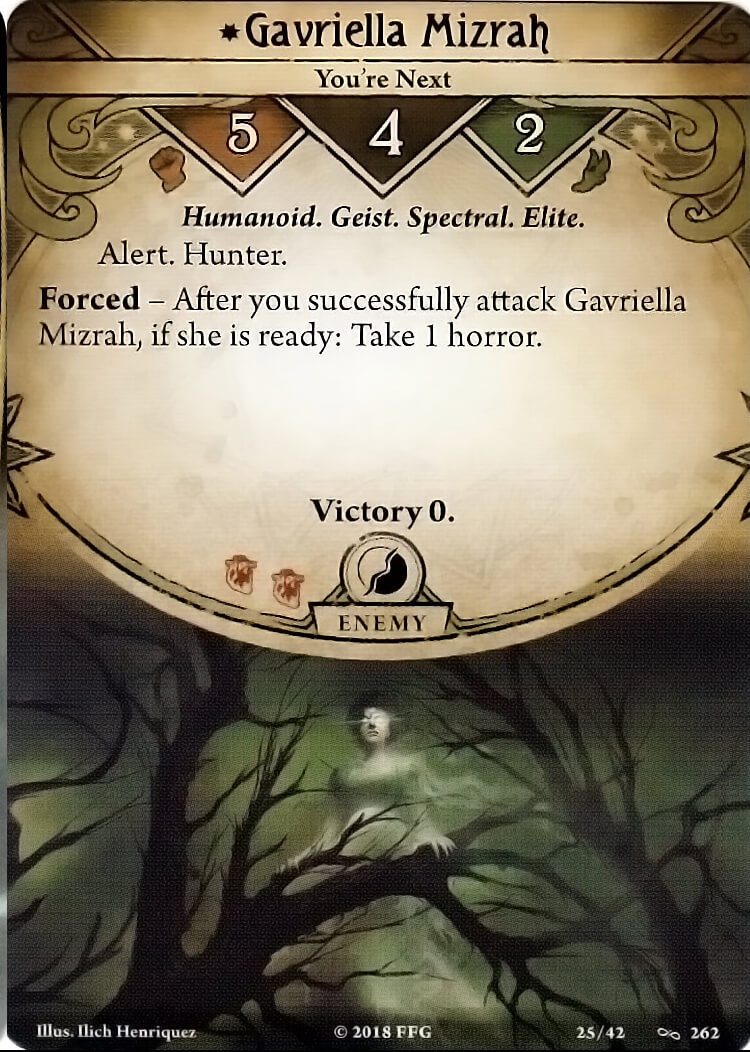 Gavriella Mizrah
You're Next
5 4 2
Humanoid. Geist. Spectral. Elite.
Alert. Hunter.
Forced – After you successfully attack Gavriella
Mizrah, if she is ready: Take 1 horror.
Victory 0.
ENEMY
Illus. Ilich Henriquez © 2018 FFG 25/42 262